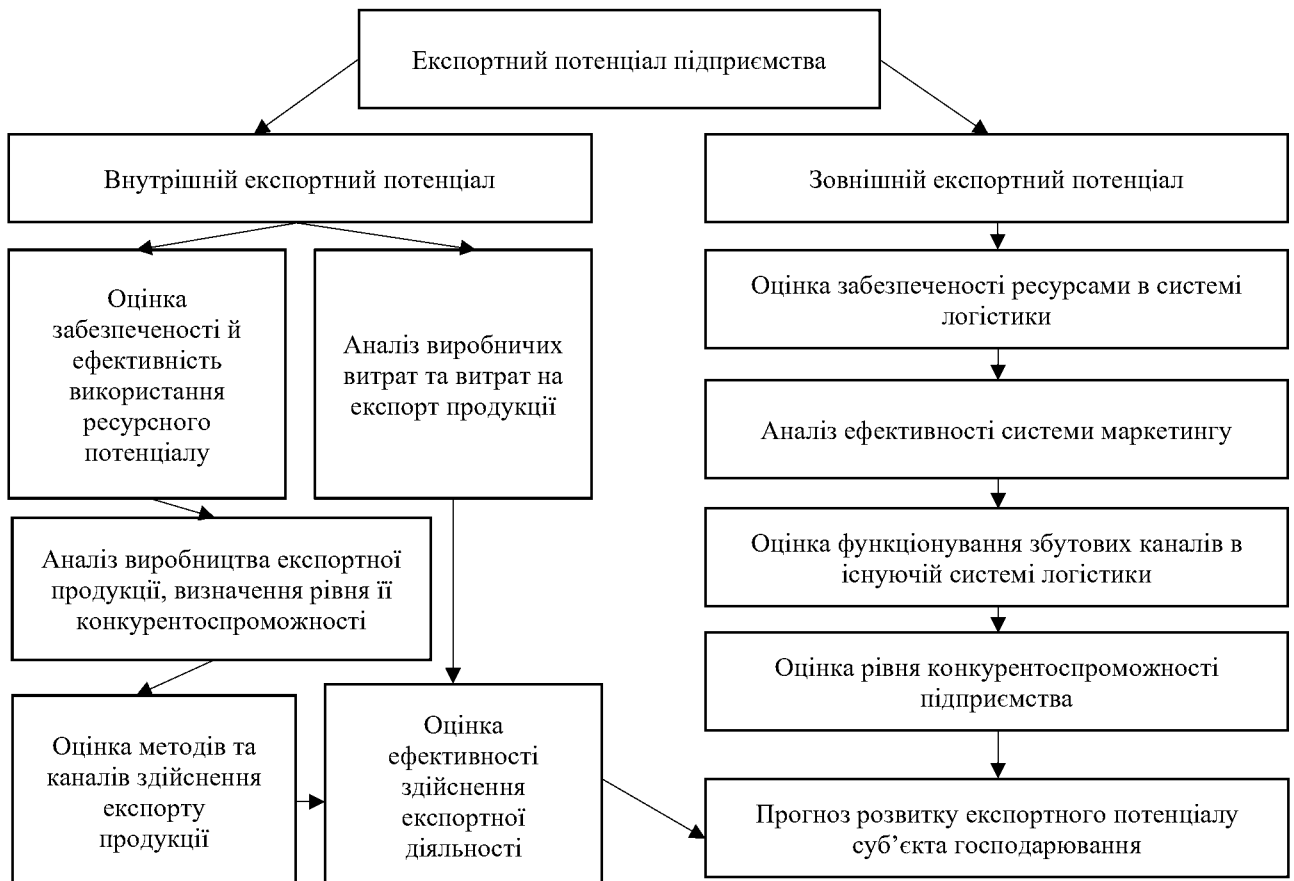 Експортний потенціал підприємства
Внутрішній експортний потенціал
Зовнішній експортний потенціал
Оцінка
забезпеченості й
ефективність
використання
ресурсного
потенціалу
Аналіз виробничих
витрат та витрат на
експорт продукції
Оцінка забезпеченості ресурсами в системі
логістики
Аналіз ефективності системи маркетингу
Аналіз виробництва експортної
продукції, визначення рівня її
конкурентоспроможності
Оцінка функціонування збутових каналів в
існуючій системі логістики
Оцінка рівня конкурентоспроможності
підприємства
Оцінка методів та
каналів здійснення
експорту
продукції
Оцінка
ефективності
здійснення
експортної
діяльності
Прогноз розвитку експортного потенціалу
суб’єкта господарювання